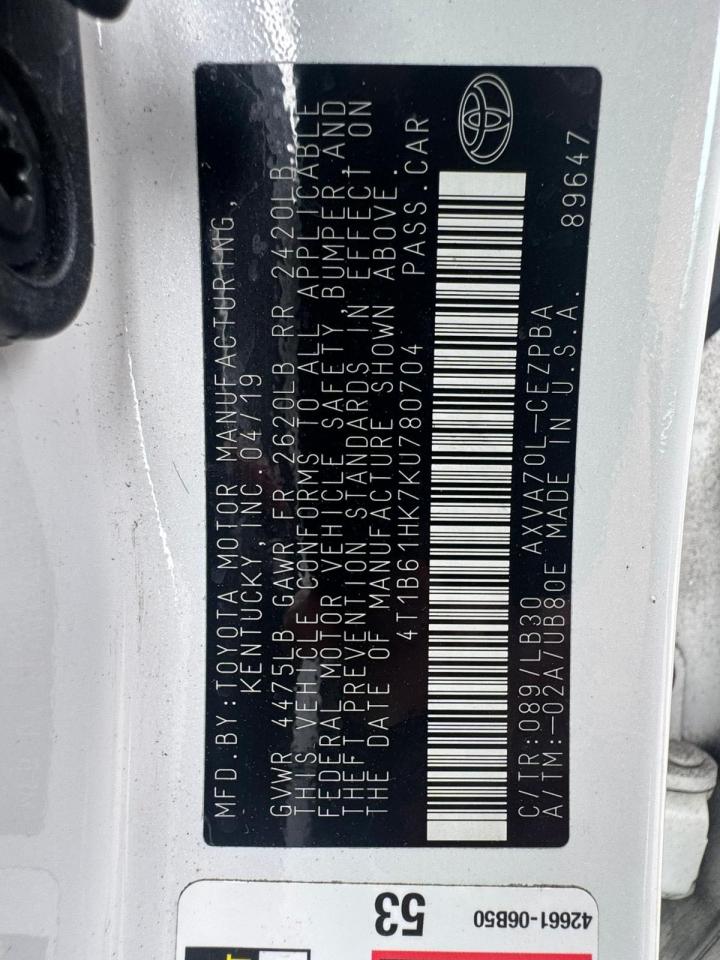 MFD.BY:TOYOTA MOTOR MANUFACTURING,
KENTUCKY,INC.04/19
GVWR 4475LB GAWR FR 2620LB RR 2420LB
THIS VEHICLE CONFORMS TO ALL APPLICABLE
FEDERAL MOTOR VEHICLE SAFETY, BUMPER,AND
THEFT PREVENTION STANDARDS IN EFFECT ON
THE DATE OF MANUFACTURE SHOWN ABOVE.
4T1B61HK7KU780704 PASS.CAR
C/TR:089/LB30 AXVA70L-CEZPBA
A/TM:-02A/UB80E MADE IN U.S.A. 89647
53
42661-06B50